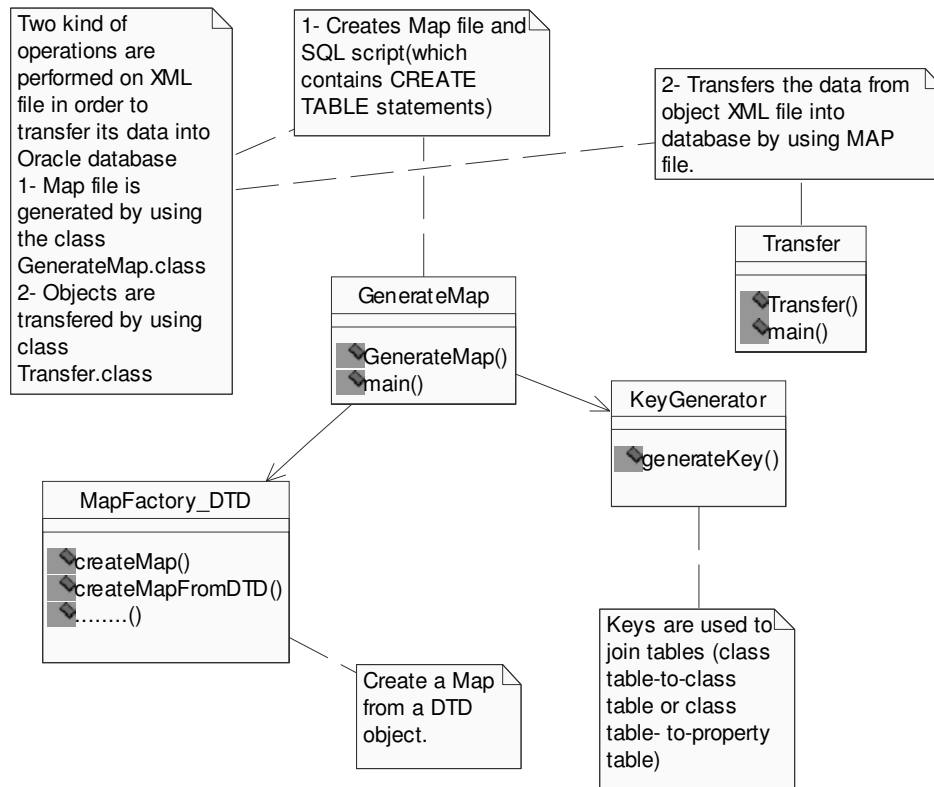 Two kind of
operations are
performed on XML
file in order to
transfer its data into
Oracle database
1- Map file is
generated by using
the class
GenerateMap.class
2- Objects are
transfered by using
class
Transfer.class
1- Creates Map file and
SQL script(which
contains CREATE
TABLE statements)
2- Transfers the data from
object XML file into
database by using MAP
file.
Transfer
Transfer()
main()
GenerateMap
GenerateMap()
main()
KeyGenerator
generateKey()
MapFactory_DTD
createMap()
createMapFromDTD()
........()
Create a Map
from a DTD
object.
Keys are used to
join tables (class
table-to-class
table or class
table- to-property
table)